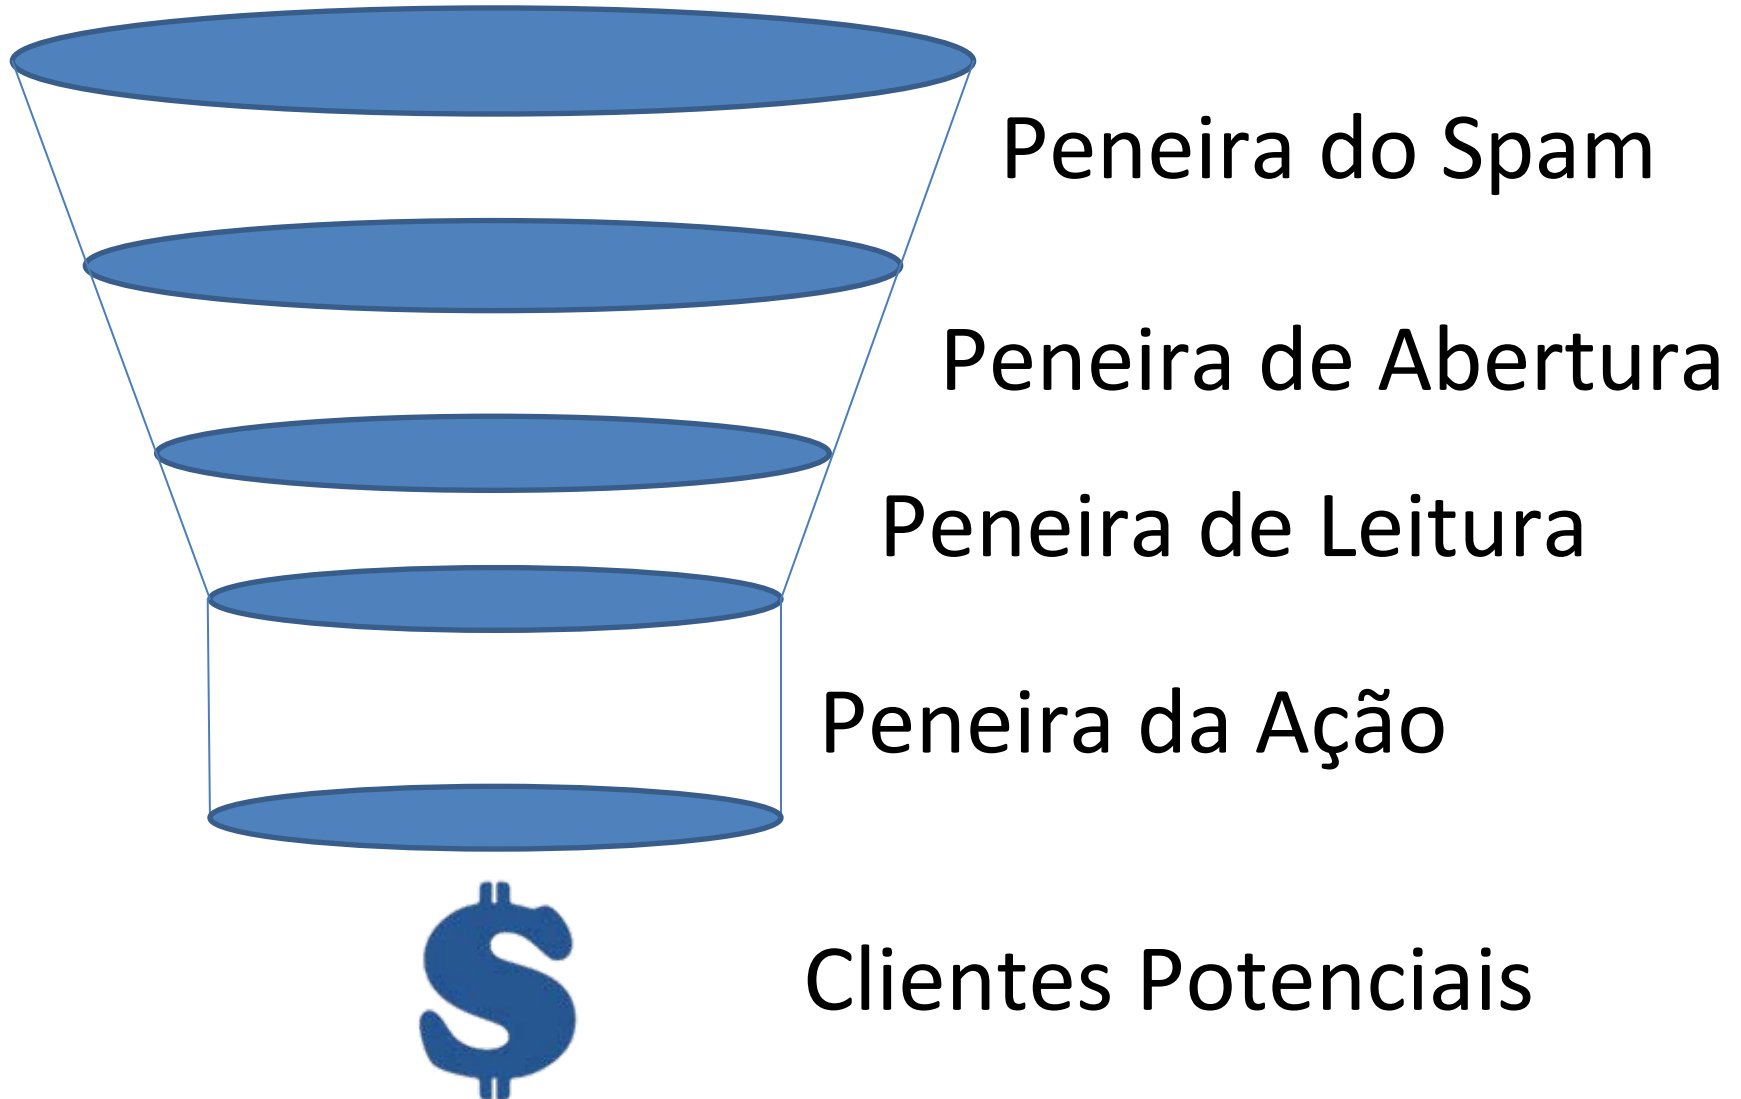 Peneira do Spam
Peneira de Abertura
Peneira de Leitura
Peneira da Ação
$
Clientes Potenciais